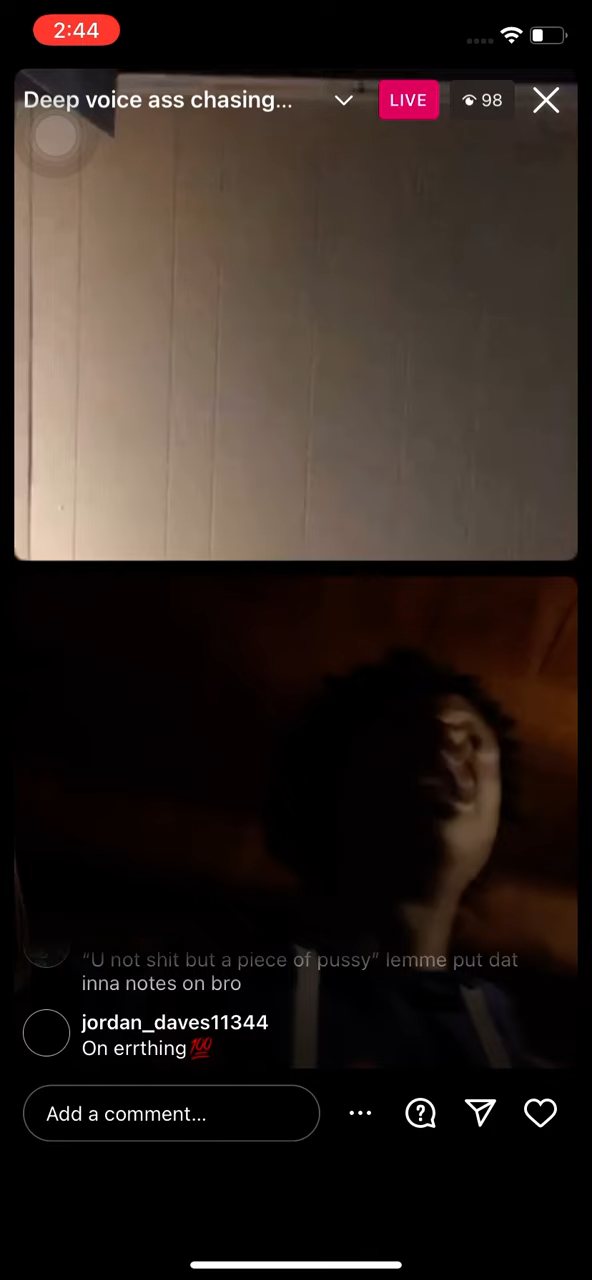 2:44
Deep voice ass chasing...
LIVE
98
“U not shit but a piece of pussy” lemme put dat
inna notes on bro
jordan_daves11344
On errthing💯
Add a comment...